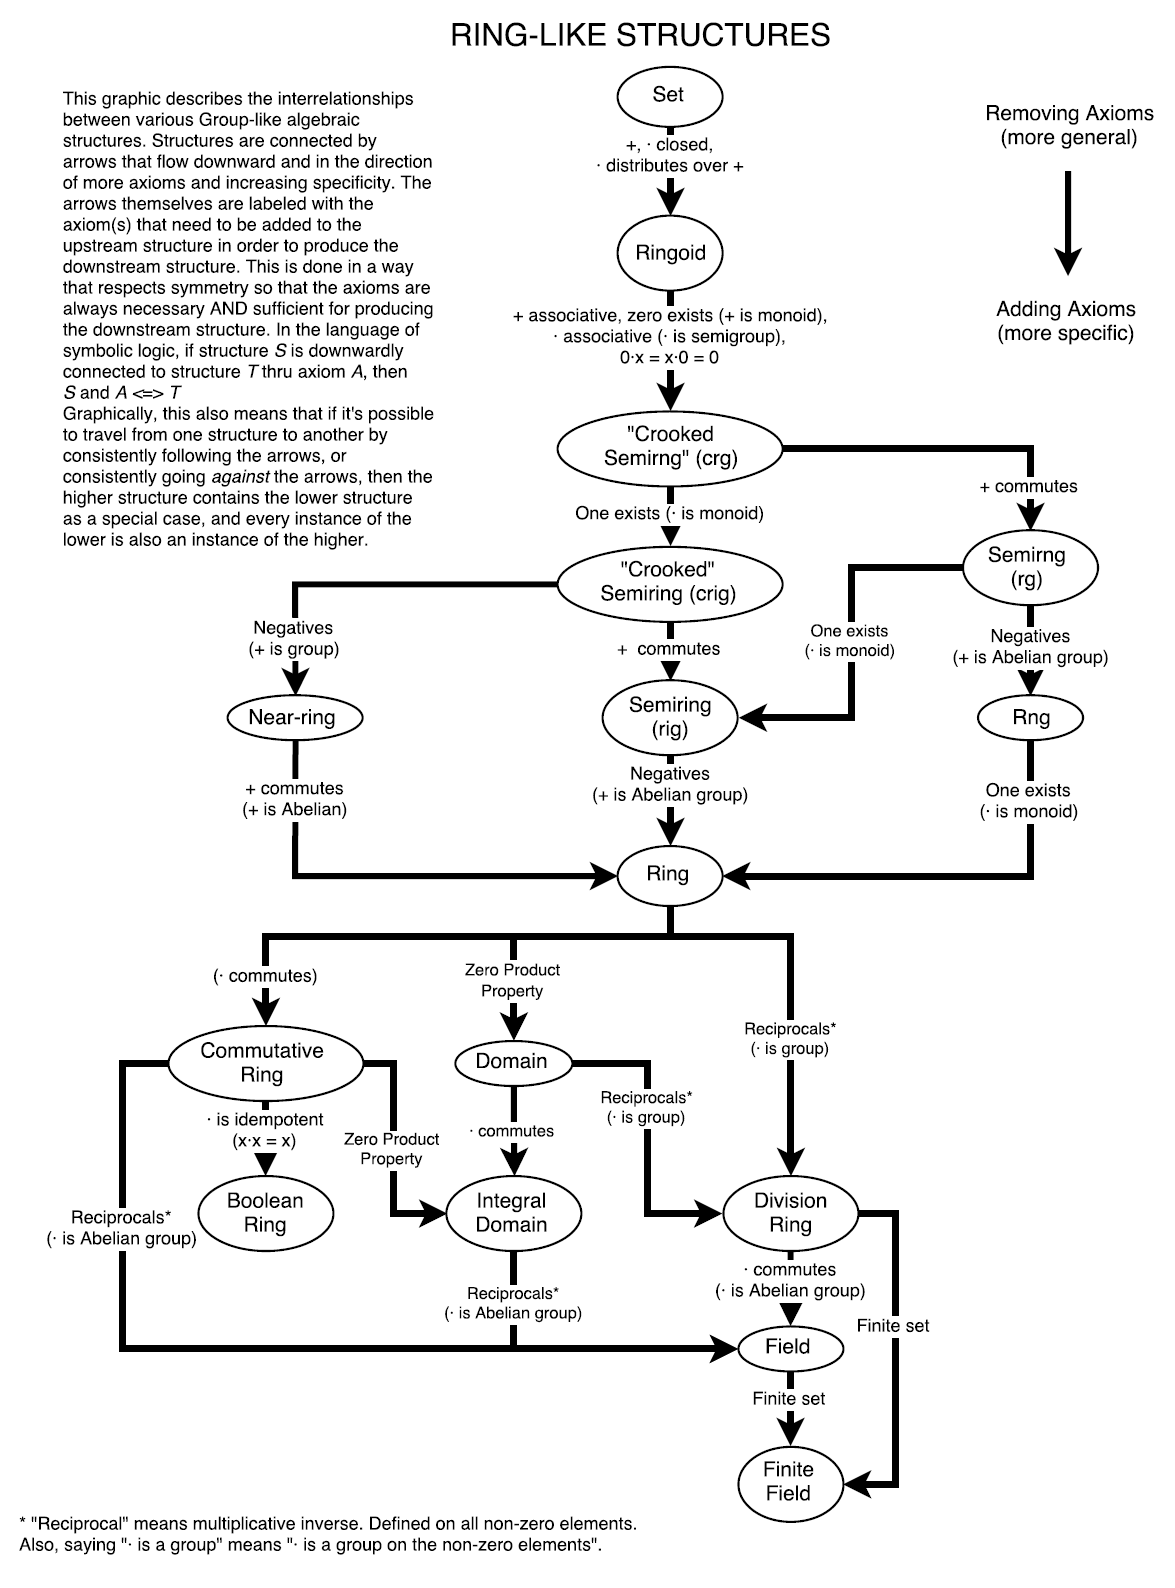 RING-LIKE STRUCTURES
This graphic describes the interrelationships
between various Group-like algebraic
structures. Structures are connected by
arrows that flow downward and in the direction
of more axioms and increasing specificity. The
arrows themselves are labeled with the
axiom(s) that need to be added to the
upstream structure in order to produce the
downstream structure. This is done in a way
that respects symmetry so that the axioms are
always necessary AND sufficient for producing
the downstream structure. In the language of
symbolic logic, if structure S is downwardly
connected to structure T thru axiom A, then
S and A <=> T
Graphically, this also means that if it's possible
to travel from one structure to another by
consistently following the arrows, or
consistently going against the arrows, then the
higher structure contains the lower structure
as a special case, and every instance of the
lower is also an instance of the higher.
Removing Axioms
(more general)
Adding Axioms
(more specific)
Set
+, · closed,
· distributes over +
Ringoid
+ associative, zero exists (+ is monoid),
· associative (· is semigroup),
0·x = x·0 = 0
"Crooked
Semirng" (crg)
+ commutes
One exists (· is monoid)
Semirng
(rg)
"Crooked"
Semiring (crig)
Negatives
(+ is group)
+ commutes
One exists
(· is monoid)
Negatives
(+ is Abelian group)
Near-ring
Semiring
(rig)
Rng
+ commutes
(+ is Abelian)
Negatives
(+ is Abelian group)
One exists
(· is monoid)
Ring
(· commutes)
Zero Product
Property
Reciprocals*
(· is group)
Commutative
Ring
Domain
· is idempotent
(x·x = x)
Zero Product
Property
· commutes
Reciprocals*
(· is group)
Reciprocals*
(· is Abelian group)
Boolean
Ring
Integral
Domain
Division
Ring
Reciprocals*
(· is Abelian group)
· commutes
(· is Abelian group)
Finite set
Field
Finite set
Finite
Field
* "Reciprocal" means multiplicative inverse. Defined on all non-zero elements.
Also, saying "· is a group" means "· is a group on the non-zero elements".